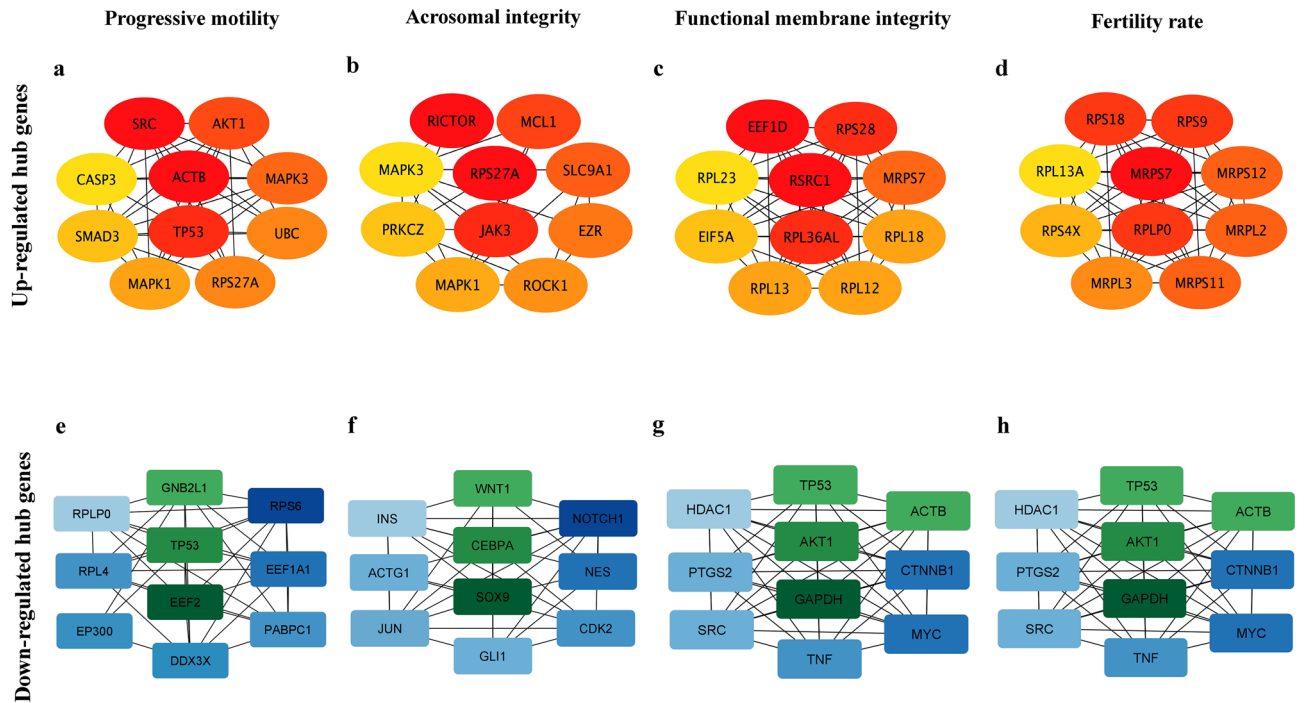 Progressive motility
Acrosomal integrity
Functional membrane integrity
Fertility rate
Up-regulated hub genes
a
SRC
AKT1
CASP3
ACTB
MAPK3
SMAD3
TP53
UBC
MAPK1
RPS27A
b
RICTOR
MCL1
MAPK3
RPS27A
SLC9A1
PRKCZ
JAK3
EZR
MAPK1
ROCK1
c
EEF1D
RPS28
RPL23
RSRC1
MRPS7
EIF5A
RPL36AL
RPL18
RPL13
RPL12
d
RPS18
RPS9
RPL13A
MRPS7
MRPS12
RPS4X
RPLP0
MRPL2
MRPL3
MRPS11
Down-regulated hub genes
e
GNB2L1
RPLP0
RPS6
TP53
RPL4
EEF1A1
EEF2
EP300
PABPC1
DDX3X
f
WNT1
INS
NOTCH1
CEBPA
ACTG1
NES
SOX9
JUN
CDK2
GLI1
g
TP53
HDAC1
ACTB
AKT1
PTGS2
CTNNB1
GAPDH
SRC
MYC
TNF
h
TP53
HDAC1
ACTB
AKT1
PTGS2
CTNNB1
GAPDH
SRC
MYC
TNF